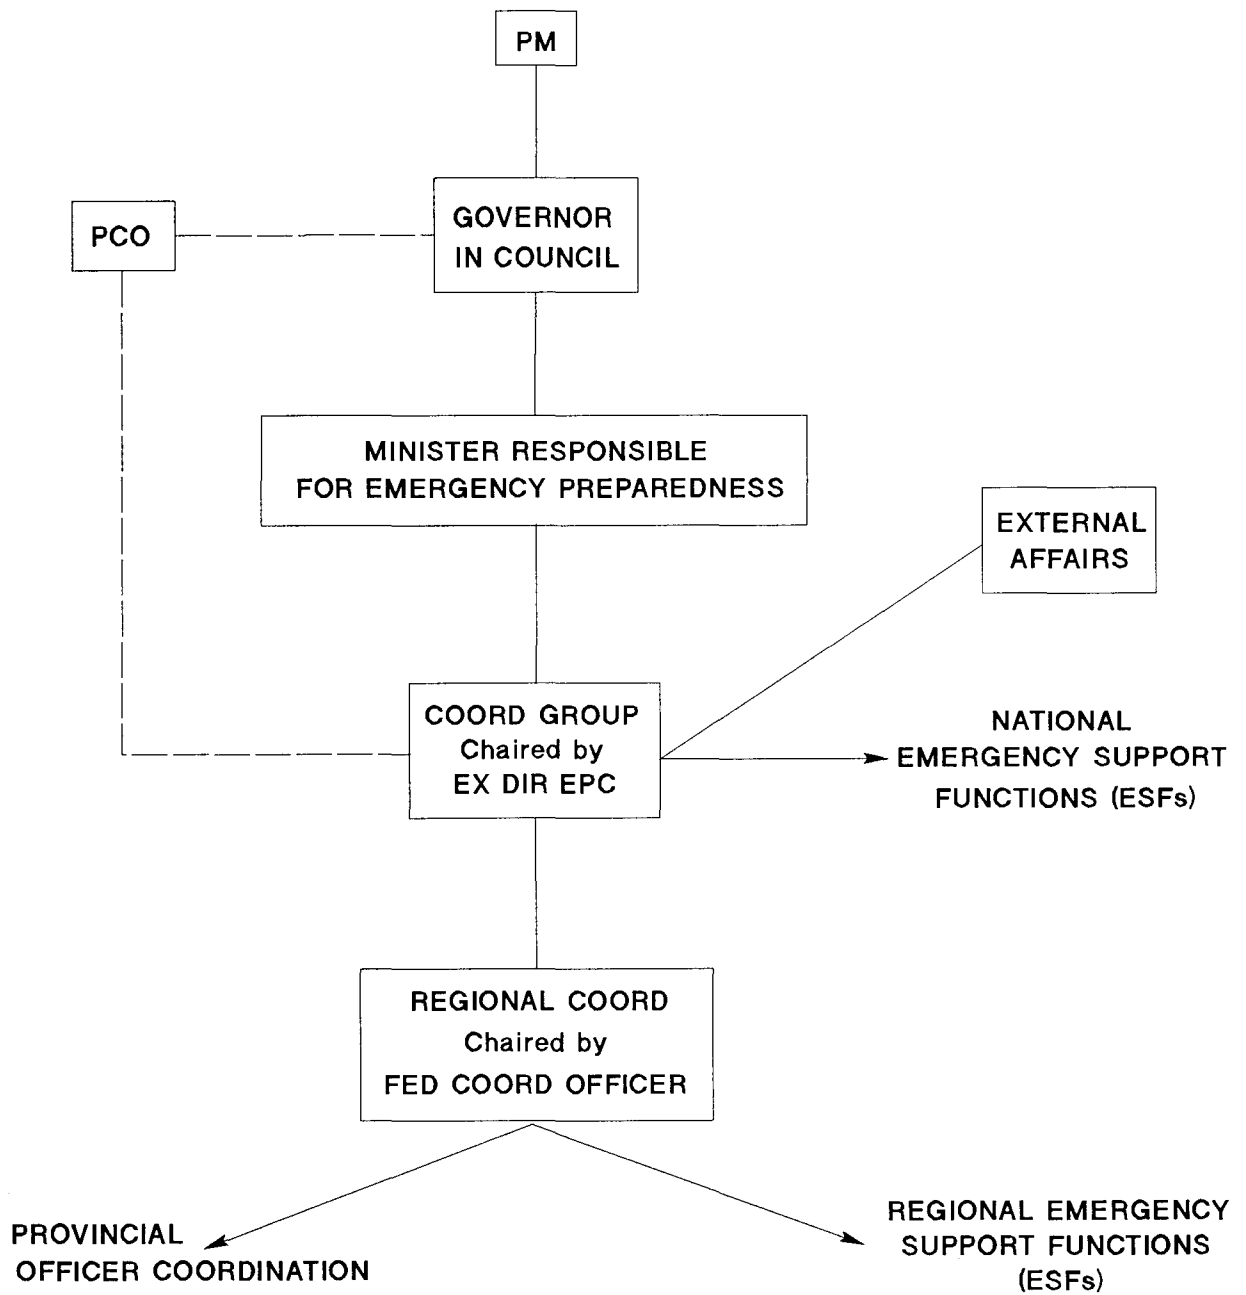 PM
PCO
GOVERNOR
IN COUNCIL
MINISTER RESPONSIBLE
FOR EMERGENCY PREPAREDNESS
EXTERNAL
AFFAIRS
COORD GROUP
Chaired by
EX DIR EPC
NATIONAL
EMERGENCY SUPPORT
FUNCTIONS (ESFs)
REGIONAL COORD
Chaired by
FED COORD OFFICER
PROVINCIAL
OFFICER COORDINATION
REGIONAL EMERGENCY
SUPPORT FUNCTIONS
(ESFs)